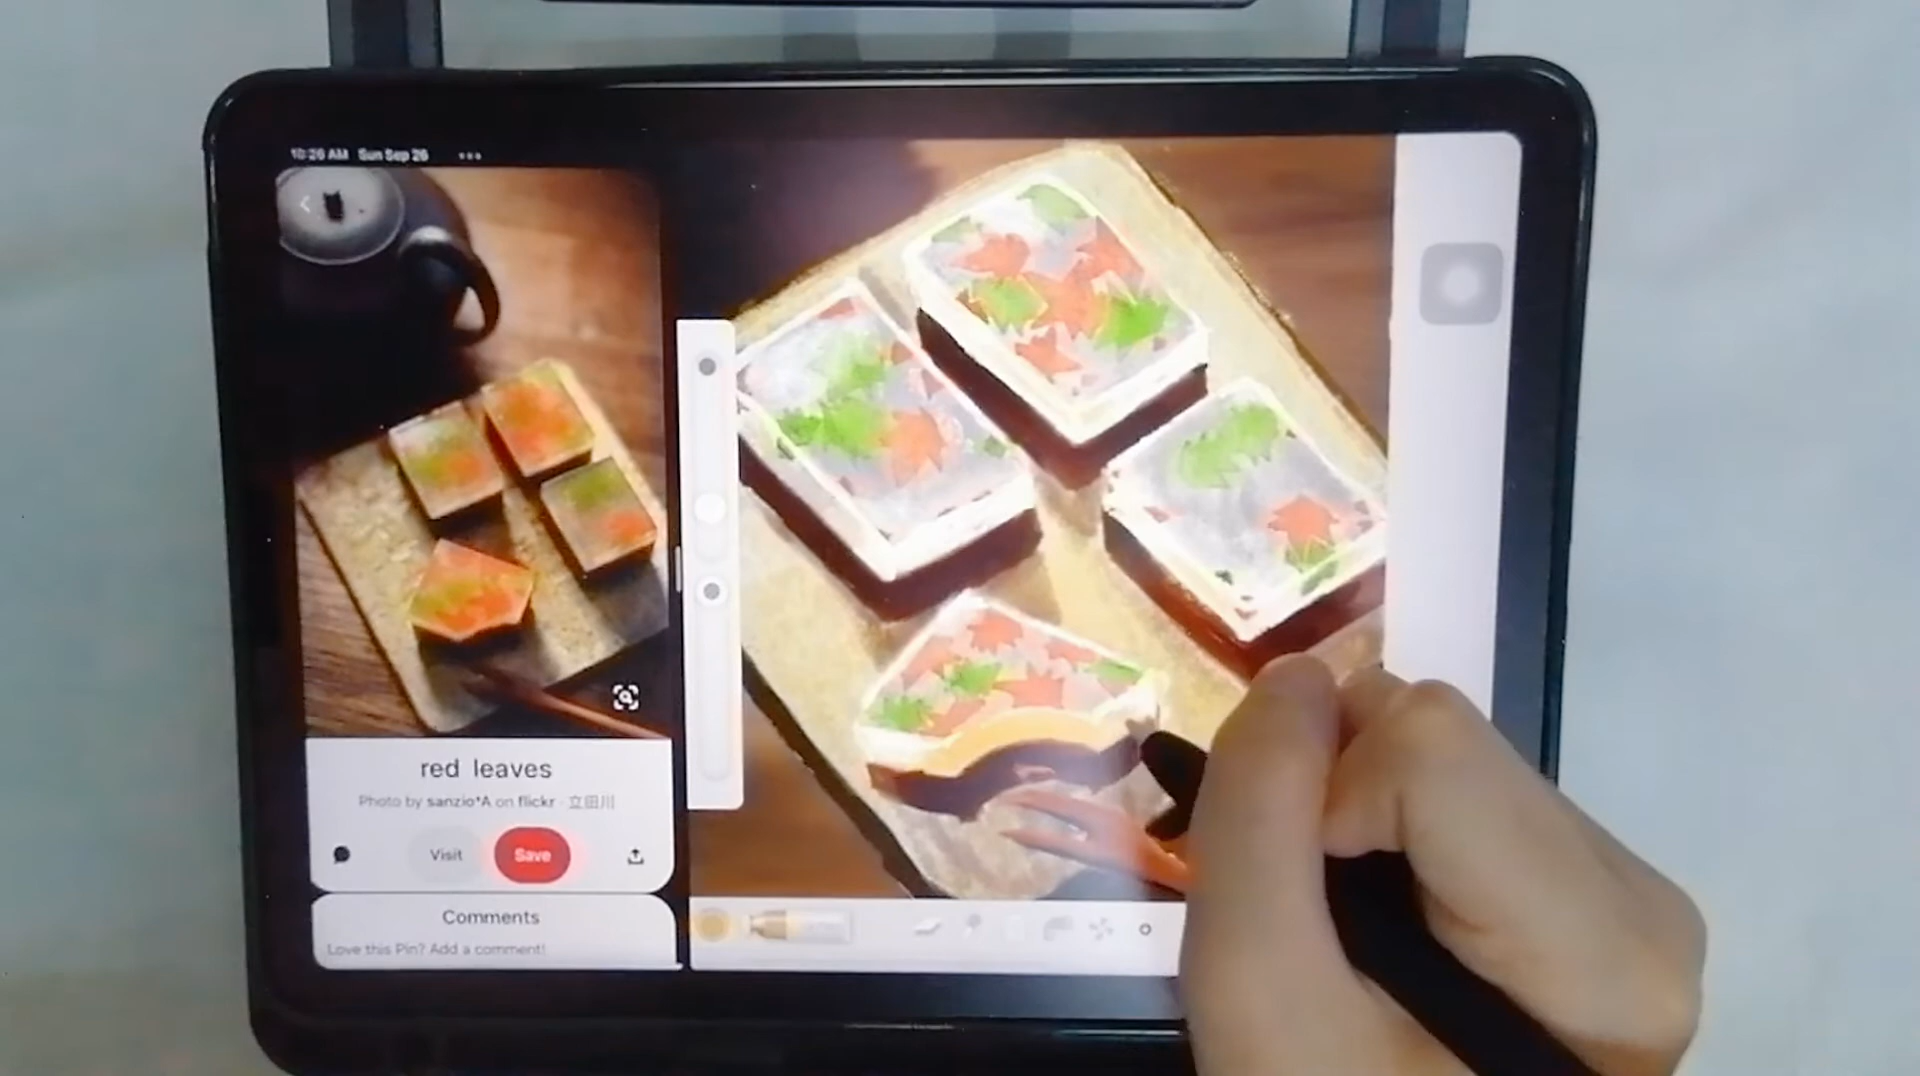 10:26 AM Sun Sep 26
red leaves
Photo by sanzio*A on flickr · 立田川
Visit
Save
Comments
Love this Pin? Add a comment!